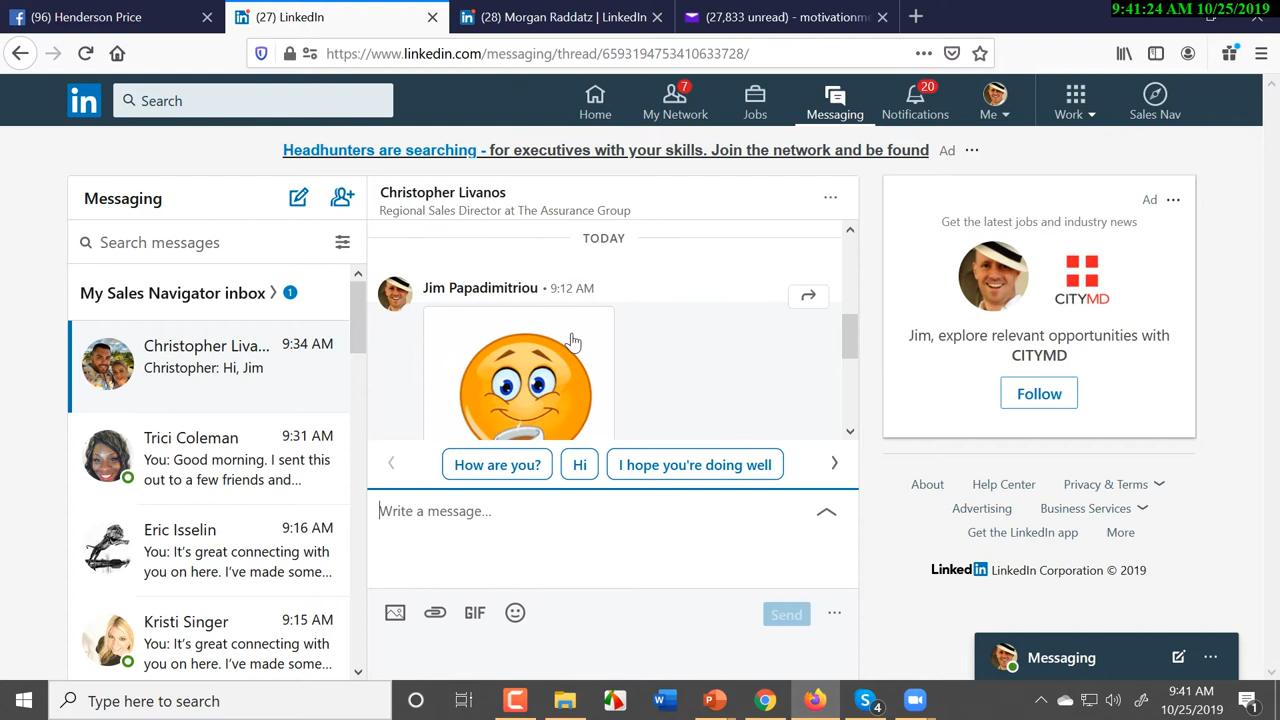 (96) Henderson Price
(27) LinkedIn
(28) Morgan Raddatz | LinkedIn
(27,833 unread) - motivationm
9:41:24 AM 10/25/2019
https://www.linkedin.com/messaging/thread/6593194753410633728/
in
Search
Home
My Network
7
Jobs
Messaging
Notifications
20
Me
Work
Sales Nav
Headhunters are searching - for executives with your skills. Join the network and be found
Ad
Messaging
Search messages
My Sales Navigator inbox
1
Christopher Liva...
9:34 AM
Christopher: Hi, Jim
Trici Coleman
9:31 AM
You: Good morning. I sent this
out to a few friends and...
Eric Isselin
9:16 AM
You: It's great connecting with
you on here. I've made some...
Kristi Singer
9:15 AM
You: It's great connecting with
you on here. I've made some...
Christopher Livanos
Regional Sales Director at The Assurance Group
TODAY
Jim Papadimitriou • 9:12 AM
How are you?
Hi
I hope you're doing well
Write a message...
GIF
Send
Ad
Get the latest jobs and industry news
CITYMD
Jim, explore relevant opportunities with
CITYMD
Follow
About
Help Center
Privacy & Terms
Advertising
Business Services
Get the LinkedIn app
More
Linked in LinkedIn Corporation © 2019
Messaging
Type here to search
4
9:41 AM
10/25/2019
1